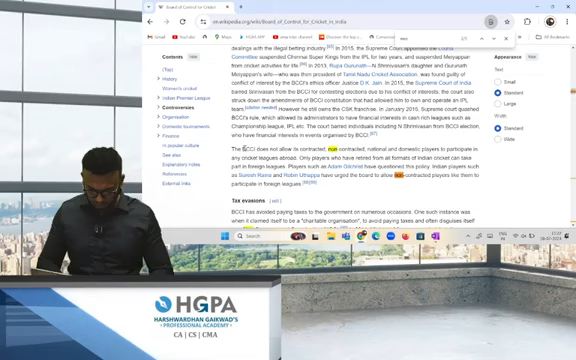 Board of Control for Cricket in
en.wikipedia.org/wiki/Board_of_Control_for_Cricket_in_India
Gmail
YouTube
Maps
non
Contents
hide
(Top)
History
Women's cricket
Indian Premier League
Controversies
Organisation
Domestic tournaments
Finance
In popular culture
See also
Explanatory notes
References
External links
dealings with the illegal betting industry.
In 2015, the Supreme Court appointed the
Committee suspended Chennai Super Kings from the IPL for two years, and suspended Meiyappan
from cricket activities for life. In 2013, Rupa Gurunath—N Shrinivasan's daughter and Gurunath
Meiyappan's wife—who was then president of Tamil Nadu Cricket Association, was found guilty of
conflict of interest by the BCCI's ethics officer Justice D.K. Jain. In 2015, the Supreme Court of India
barred Shrinivasan from the BCCI for contesting elections due to his conflict of interest; the court also
struck down the amendments of BCCI constitution that had allowed him to own and operate an IPL
team. [citation needed] However he still owns the CSK franchise. In January 2015, Supreme court quashed
BCCI's rule, which allowed its administrators to have financial interests in cash rich leagues such as
Championship league, IPL etc. The court barred individuals including N Shrinivasan from BCCI election,
who have financial interests in events organised by BCCI.
The BCCI does not allow its contracted, non contracted, national and domestic players to participate in
any cricket leagues abroad. Only players who have retired from all formats of Indian cricket can take
part in foreign leagues. Players such as Adam Gilchrist have questioned this policy. Indian players such
as Suresh Raina and Robin Uthappa have urged the board to allow non-contracted players like them to
participate in foreign leagues.
Tax evasions [edit]
BCCI has avoided paying taxes to the government on numerous occasions. One such instance was
when it claimed itself to be a "charitable organisation", to avoid paying taxes and often disguises itself
Appearance
hide
Text
Small
Standard
Large
Width
Standard
Wide
Search
HGPA
HARSHWARDHAN GAIKWAD'S
PROFESSIONAL ACADEMY
CA | CS | CMA